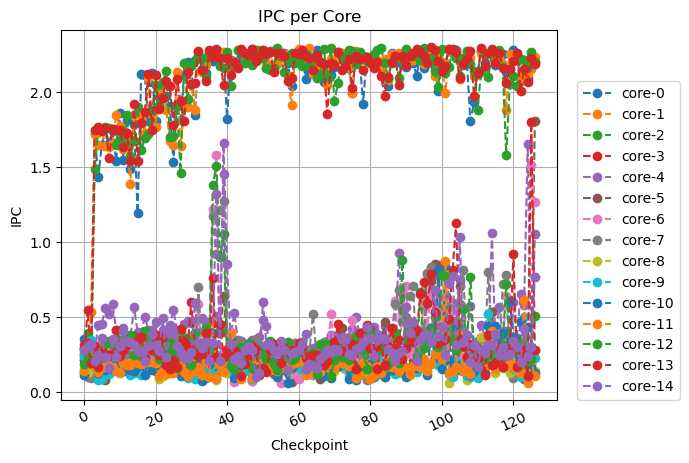 IPC per Core
IPC
2.0
1.5
1.0
0.5
0.0
0
20
40
60
80
100
120
Checkpoint
core-0
core-1
core-2
core-3
core-4
core-5
core-6
core-7
core-8
core-9
core-10
core-11
core-12
core-13
core-14